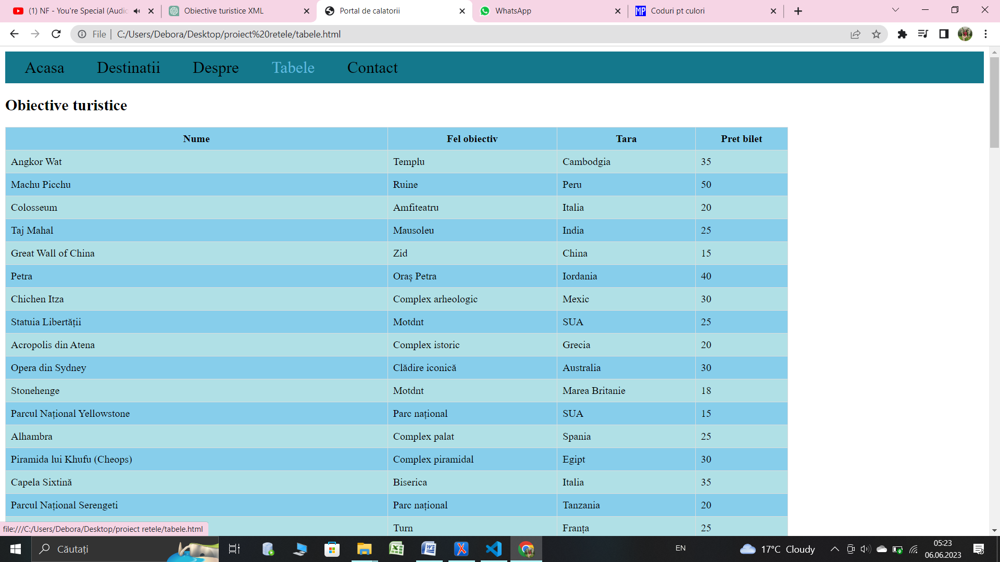 (1) NF - You're Special (Audio
Obiective turistice XML
Portal de calatorii
WhatsApp
MP Coduri pt culori
File | C:/Users/Debora/Desktop/proiect%20retele/tabele.html
Acasa Destinatii Despre Tabele Contact
Obiective turistice
Nume Fel obiectiv Tara Pret bilet
Angkor Wat Templu Cambodgia 35
Machu Picchu Ruine Peru 50
Colosseum Amfiteatru Italia 20
Taj Mahal Mausoleu India 25
Great Wall of China Zid China 15
Petra Oraș Petra Iordania 40
Chichen Itza Complex arheologic Mexic 30
Statuia Libertății Motdnt SUA 25
Acropolis din Atena Complex istoric Grecia 20
Opera din Sydney Clădire iconică Australia 30
Stonehenge Motdnt Marea Britanie 18
Parcul Național Yellowstone Parc național SUA 15
Alhambra Complex palat Spania 25
Piramida lui Khufu (Cheops) Complex piramidal Egipt 30
Capela Sixtină Biserica Italia 35
Parcul Național Serengeti Parc național Tanzania 20
Turn Franța 25
file:///C:/Users/Debora/Desktop/proiect retele/tabele.html
Căutați
EN
17°C Cloudy
05:23
06.06.2023